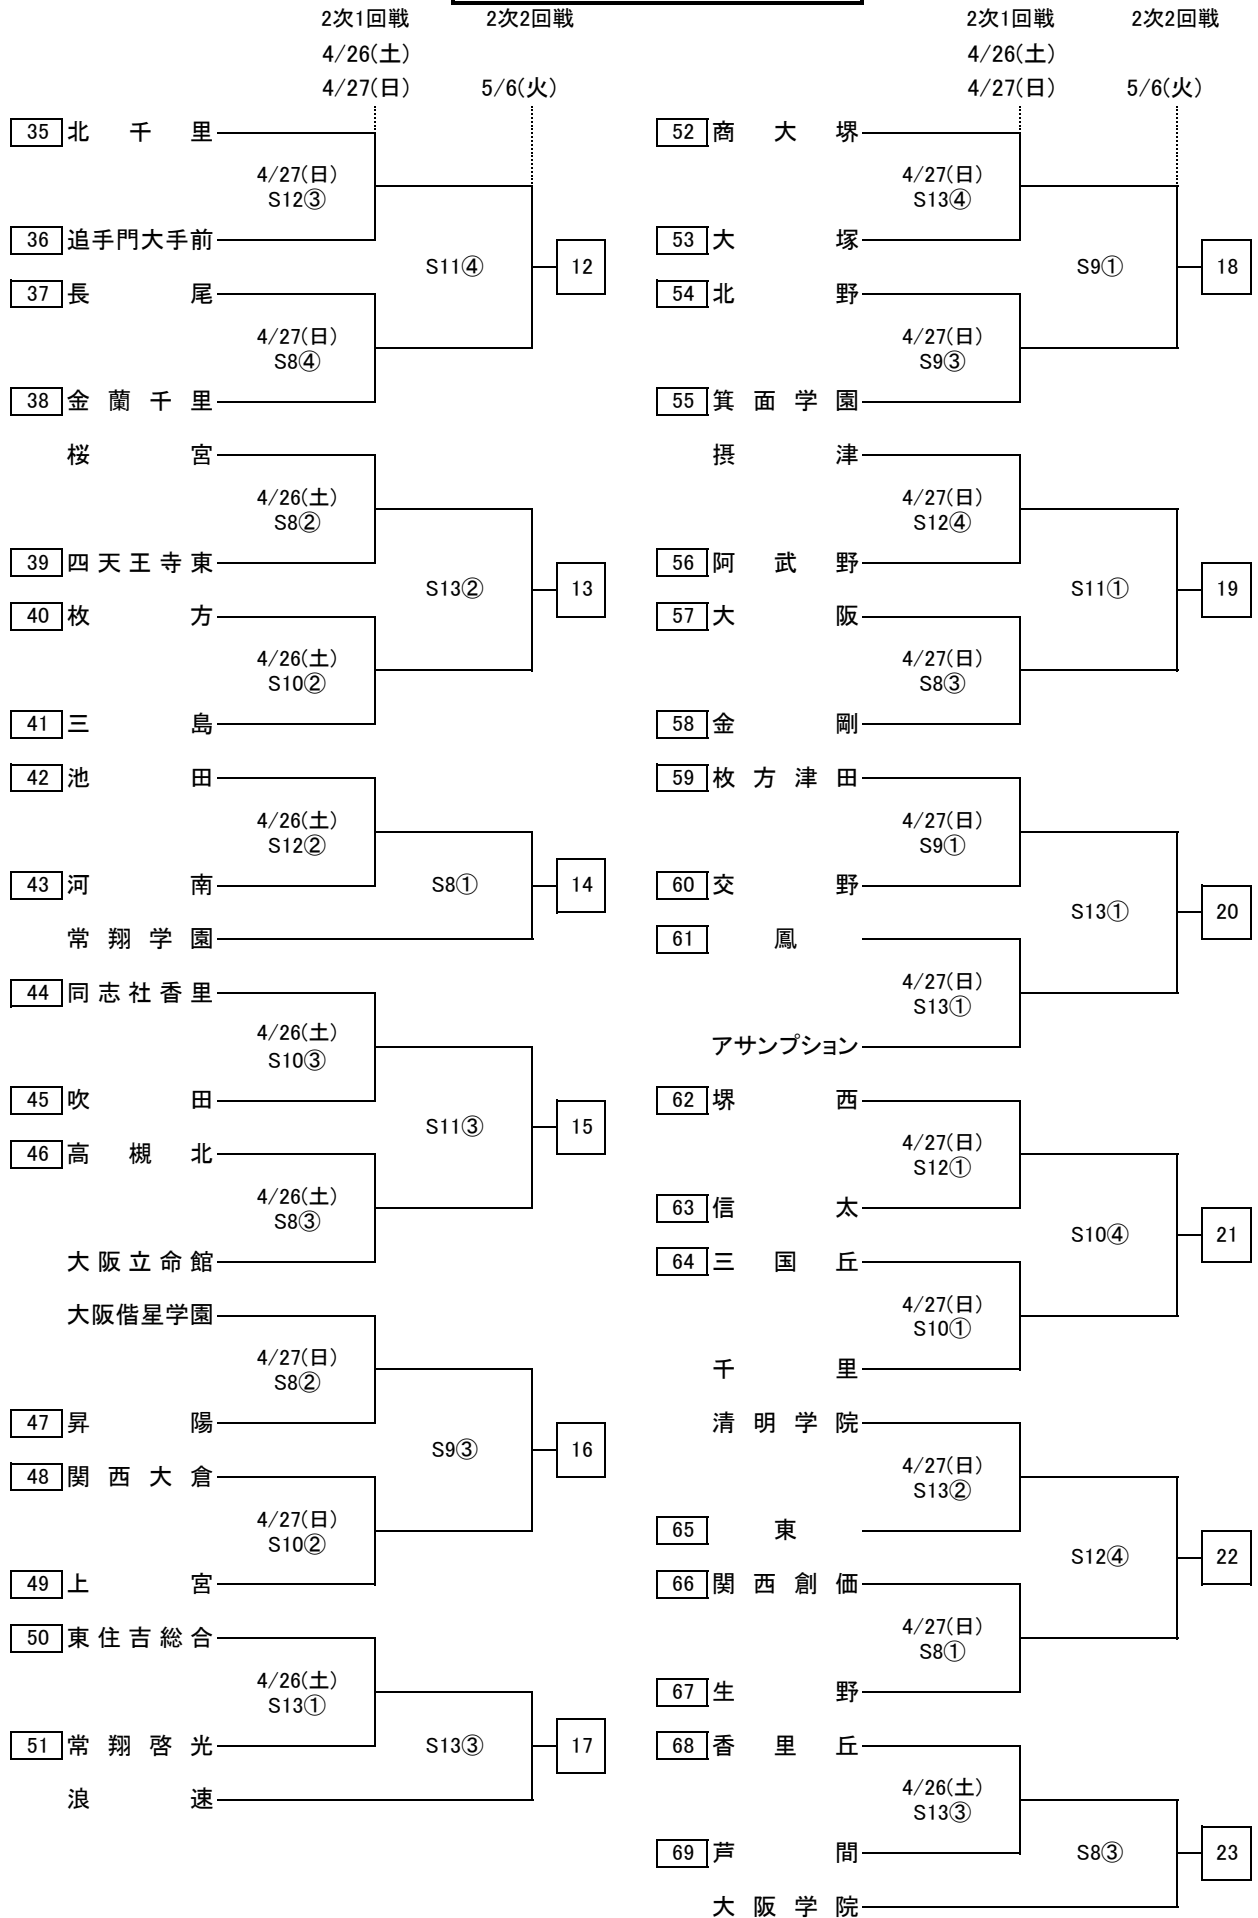 2次1回戦 2次2回戦
4/26(土)
4/27(日) 5/6(火)
35 北千里
4/27(日)
S12③
36 追手門大手前
S11④ 12
37 長尾
4/27(日)
S8④
38 金蘭千里
桜宮
4/26(土)
S8②
39 四天王寺東
S13② 13
40 枚方
4/26(土)
S10②
41 三島
42 池田
4/26(土)
S12②
43 河南
S8① 14
常翔学園
44 同志社香里
4/26(土)
S10③
45 吹田
S11③ 15
46 高槻北
4/26(土)
S8③
大阪立命館
大阪偕星学園
4/27(日)
S8②
47 昇陽
S9③ 16
48 関西大倉
4/27(日)
S10②
49 上宮
50 東住吉総合
4/26(土)
S13①
51 常翔啓光
S13③ 17
浪速
2次1回戦 2次2回戦
4/26(土)
4/27(日) 5/6(火)
52 商大堺
4/27(日)
S13④
53 大塚
S9① 18
54 北野
4/27(日)
S9③
55 箕面学園
摂津
4/27(日)
S12④
56 阿武野
S11① 19
57 大阪
4/27(日)
S8③
58 金剛
59 枚方津田
4/27(日)
S9①
60 交野
S13① 20
61 鳳
4/27(日)
S13①
アサンプション
62 堺西
4/27(日)
S12①
63 信太
S10④ 21
64 三国丘
4/27(日)
S10①
千里
清明学院
4/27(日)
S13②
65 東
S12④ 22
66 関西創価
4/27(日)
S8①
67 生野
68 香里丘
4/26(土)
S13③
69 芦間
S8③ 23
大阪学院